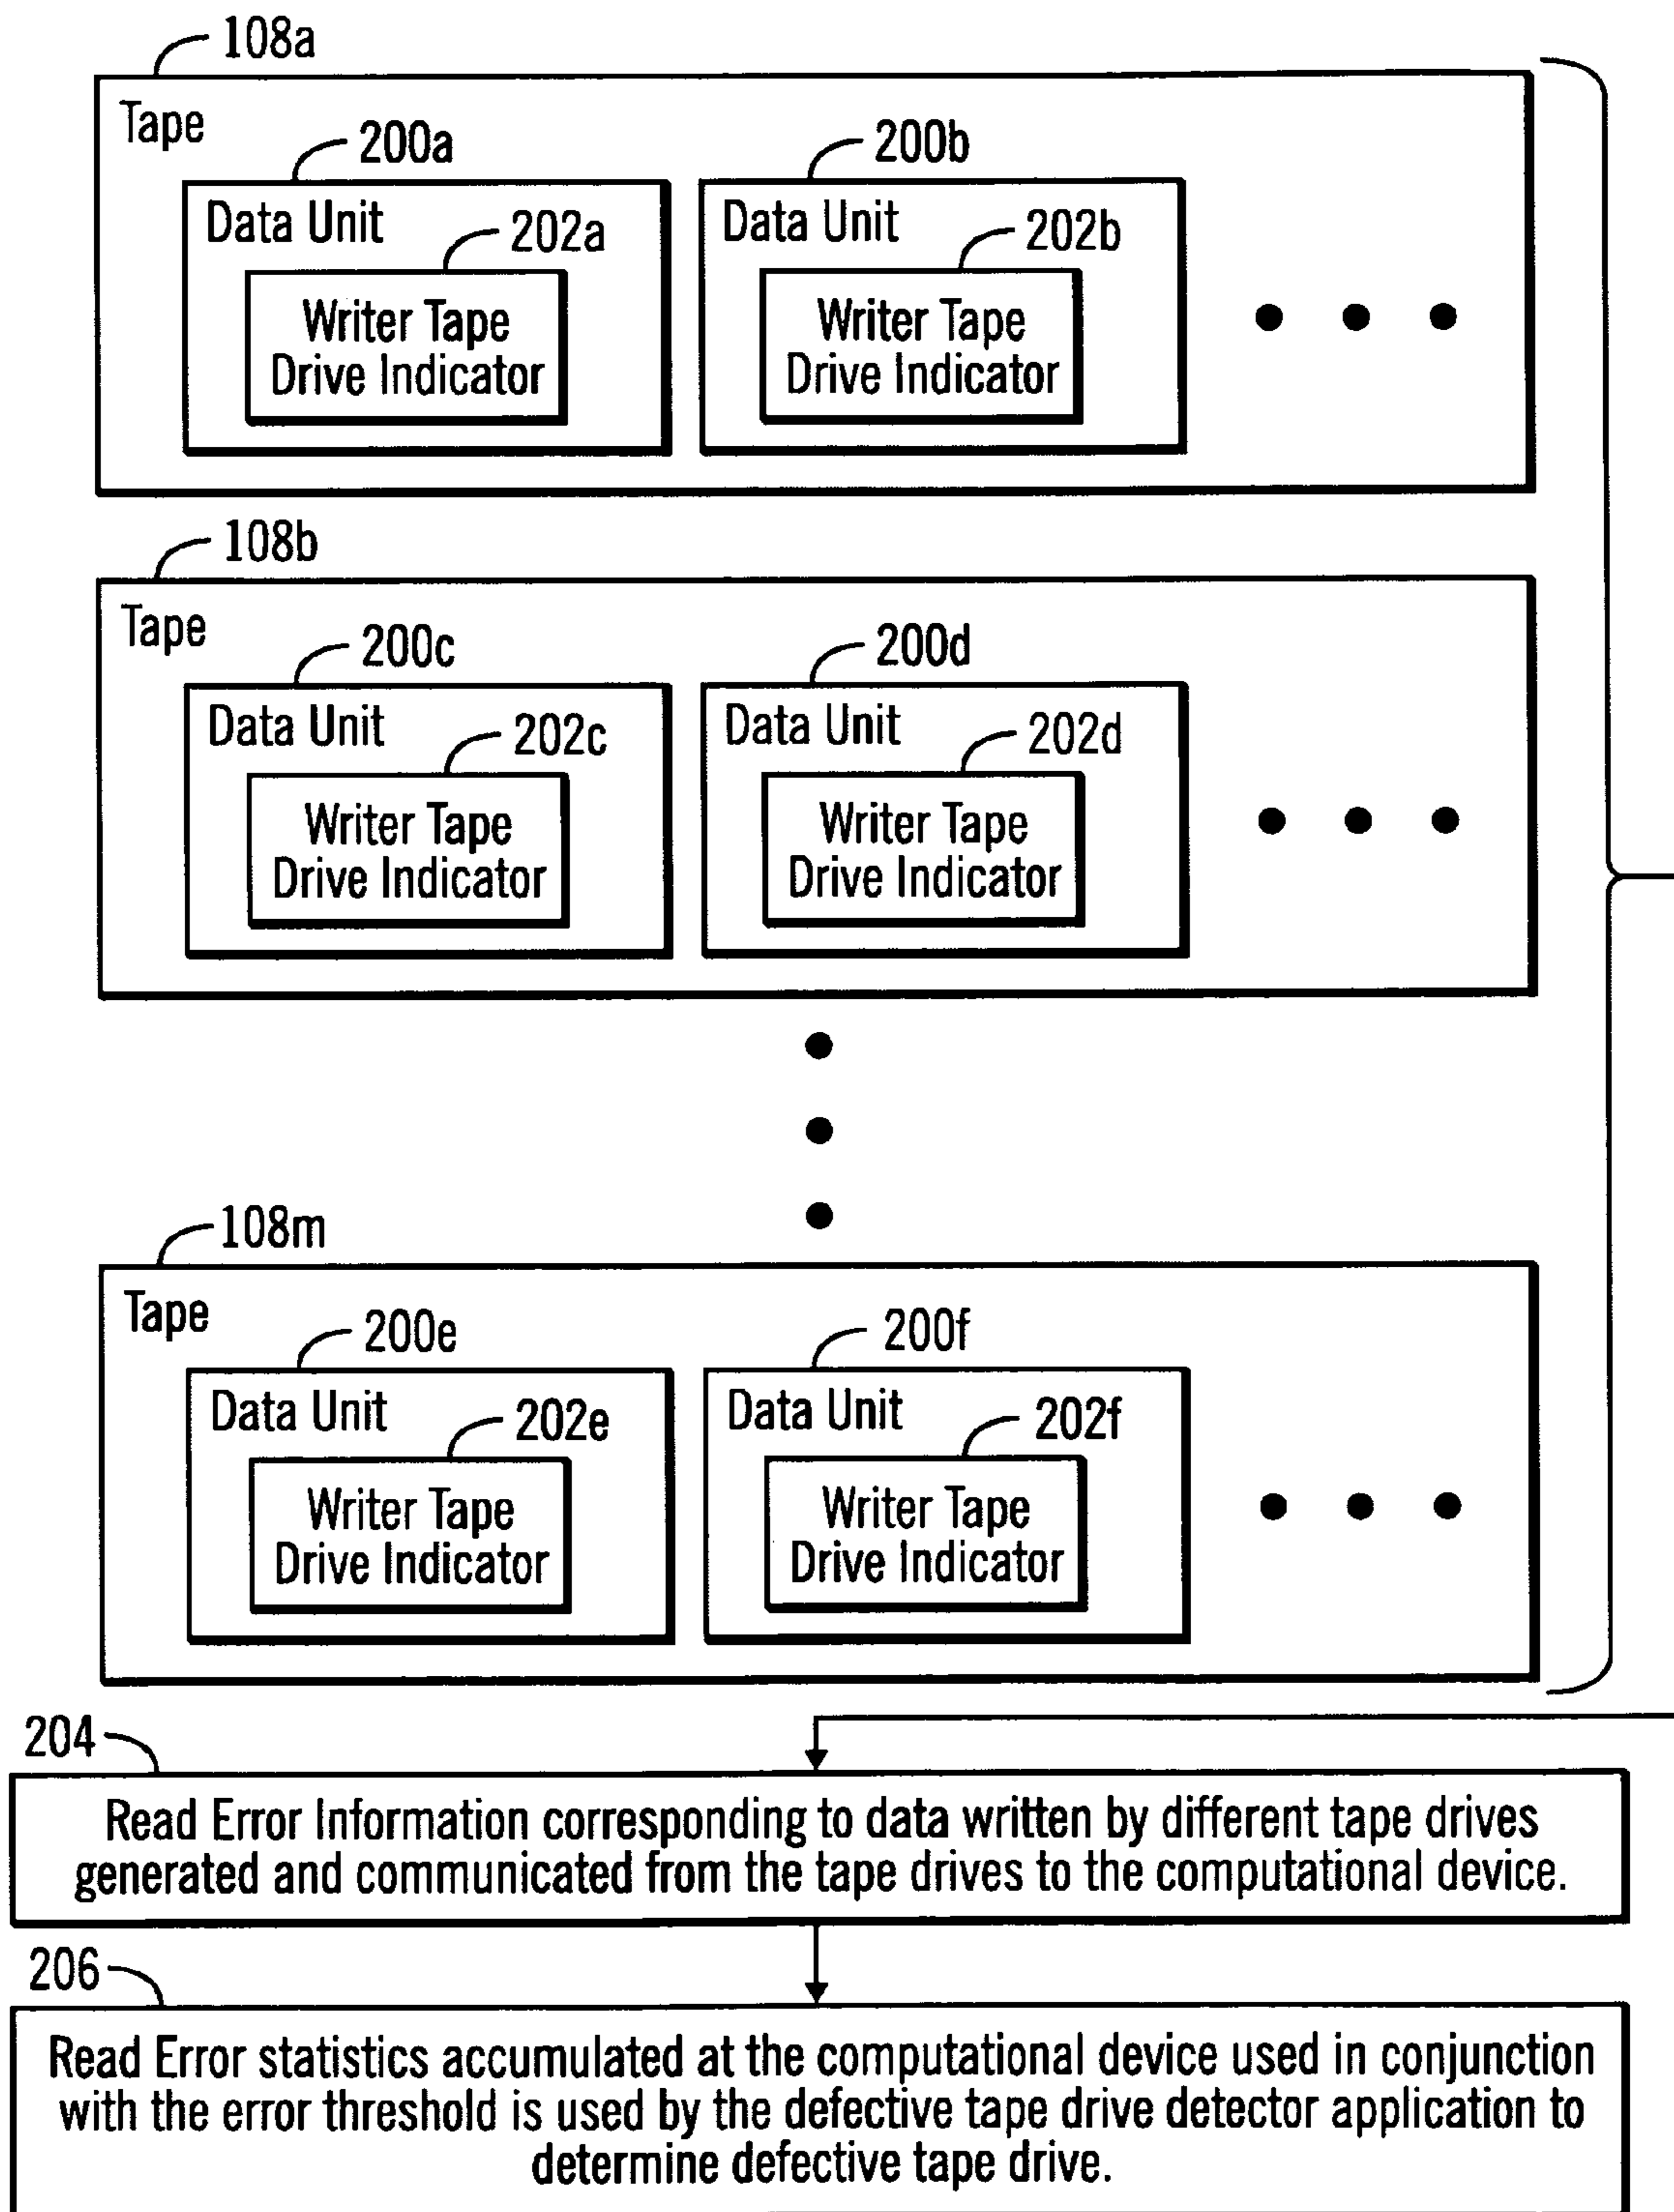 108a
Tape
200a
200b
Data Unit
Data Unit
202a
202b
Writer Tape
Drive Indicator
Writer Tape
Drive Indicator
108b
Tape
200c
200d
Data Unit
Data Unit
202c
202d
Writer Tape
Drive Indicator
Writer Tape
Drive Indicator
108m
Tape
200e
200f
Data Unit
Data Unit
202e
202f
Writer Tape
Drive Indicator
Writer Tape
Drive Indicator
204
Read Error Information corresponding to data written by different tape drives
generated and communicated from the tape drives to the computational device.
206
Read Error statistics accumulated at the computational device used in conjunction
with the error threshold is used by the defective tape drive detector application to
determine defective tape drive.